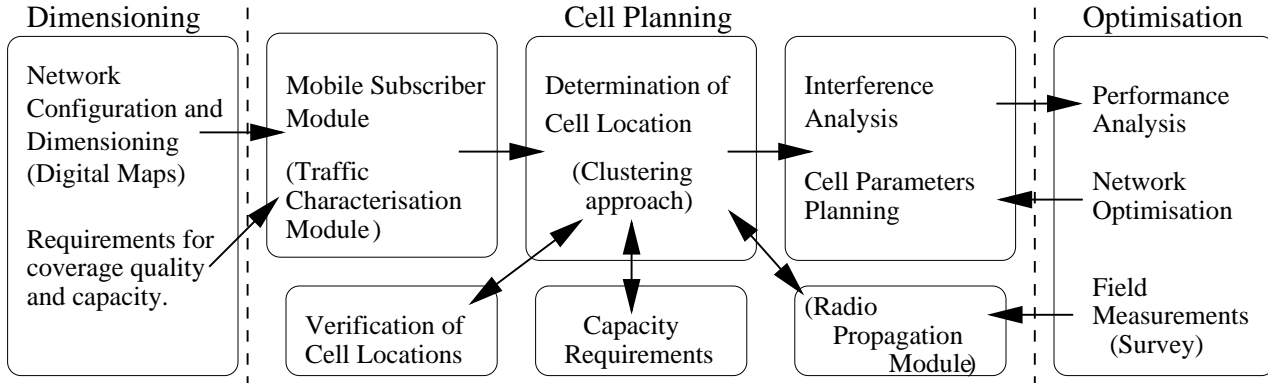 Dimensioning
Network
Configuration and
Dimensioning
(Digital Maps)
Requirements for
coverage quality
and capacity.
Cell Planning
Mobile Subscriber
Module
(Traffic
Characterisation
Module)
Determination of
Cell Location
(Clustering
approach)
Interference
Analysis
Cell Parameters
Planning
Verification of
Cell Locations
Capacity
Requirements
(Radio
Propagation
Module)
Optimisation
Performance
Analysis
Network
Optimisation
Field
Measurements
(Survey)